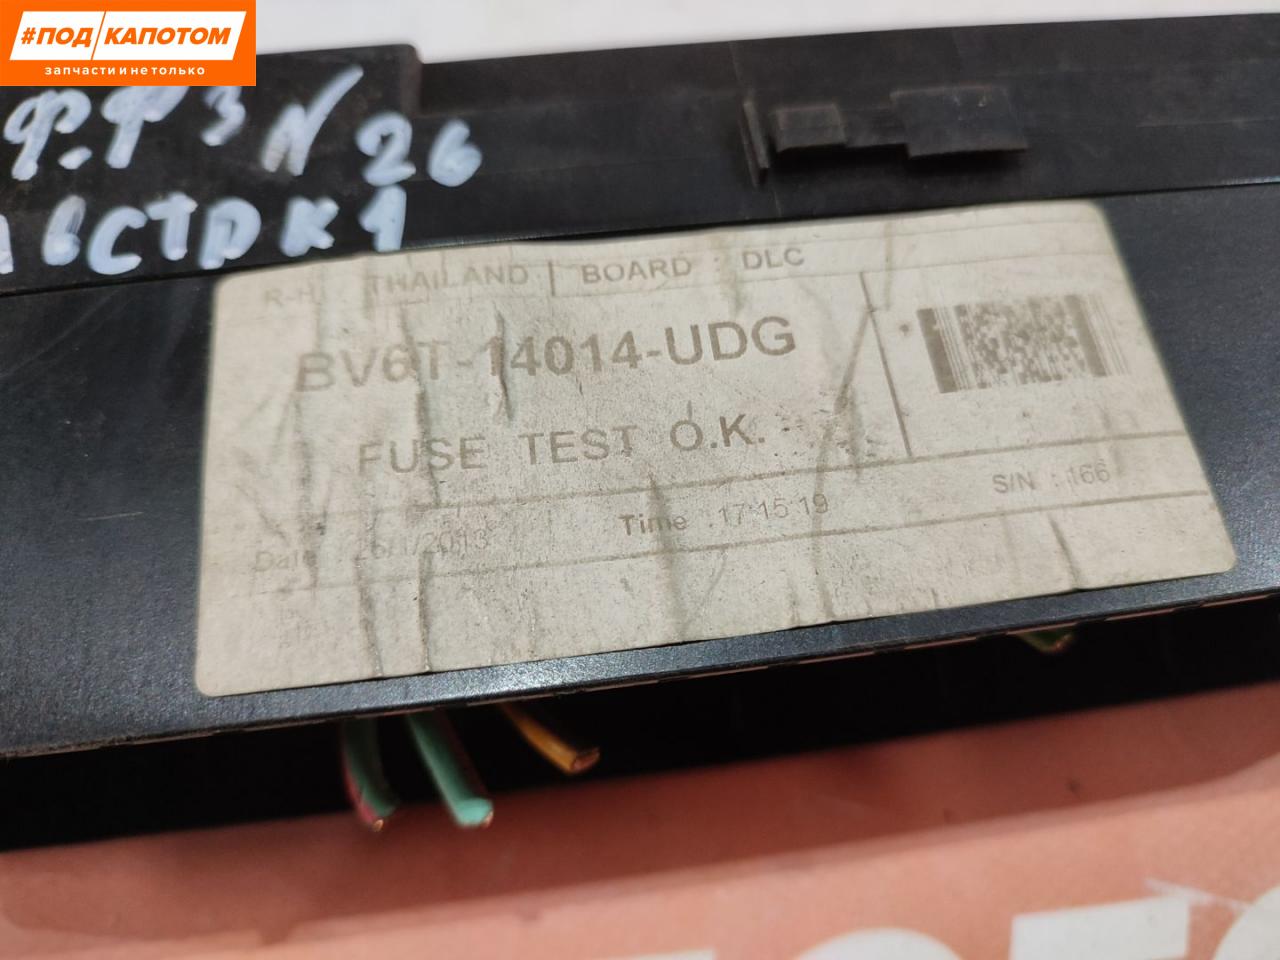 #ПОД КАПОТОМ
запчасти и не только
Ф.Ф3 N 26
R-H THAILAND BOARD : DLC
BV6T-14014-UDG
FUSE TEST O.K.
S/N : 166
Time :17:15:19